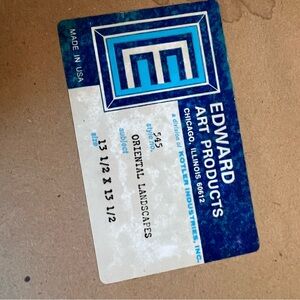 MADE IN USA
EDWARD
ART PRODUCTS
CHICAGO, ILLINOIS 60612
a division of KOTLER INDUSTRIES, INC.
545
style no.
ORIENTAL LANDSCAPES
subject
13 1/2 X 13 1/2
size